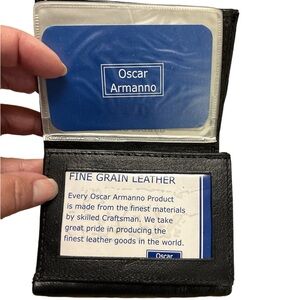 Oscar
Armanno
FINE GRAIN LEATHER
Every Oscar Armanno Product
is made from the finest materials
by skilled Craftsman. We take
great pride in producing the
finest leather goods in the world.
Oscar